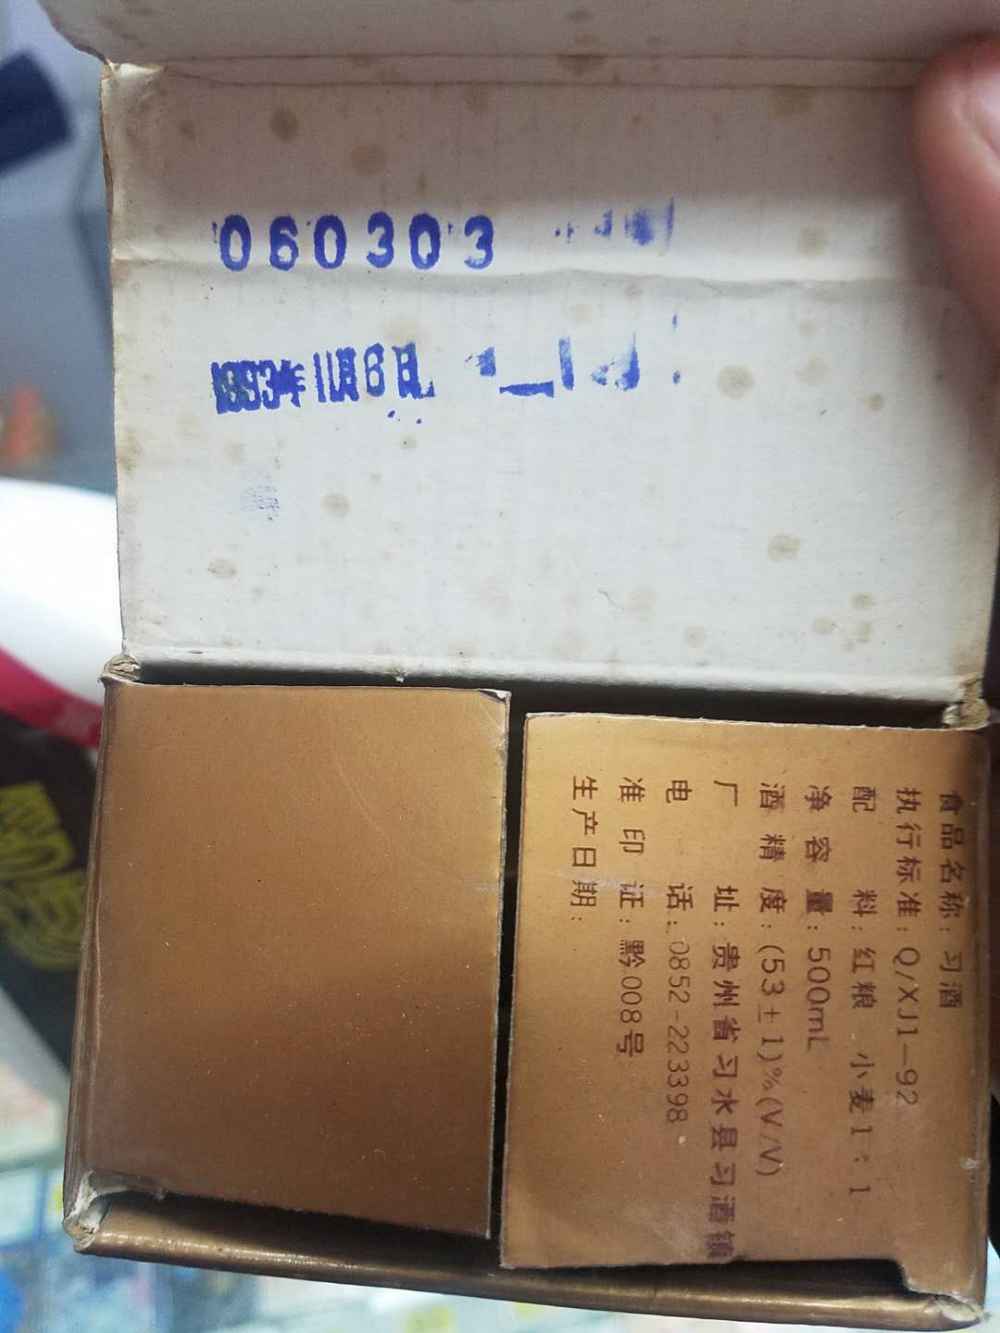 060303
1993年11月6日
食品名称:习酒
执行标准:Q/XJ1-92
配 料:红粮 小麦1:1
净容量:500mL
酒精度:(53±1)%(V/V)
厂 址:贵州省习水县习酒镇
电 话:0852-223398
准印证:黔008号
生产日期: